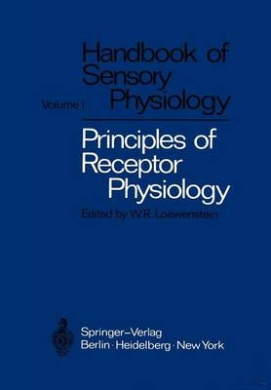 Handbook of
Sensory
Volume I Physiology
Principles of
Receptor
Physiology
Edited by W.R. Loewenstein
Springer-Verlag
Berlin · Heidelberg · New York